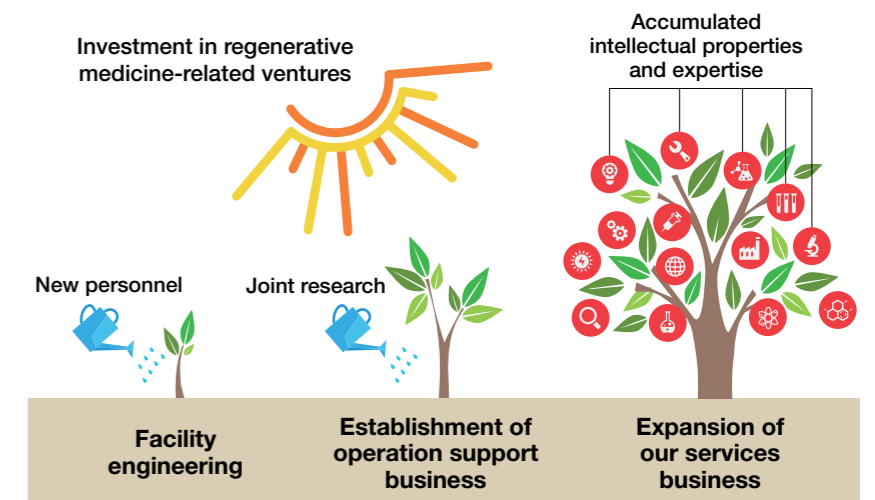 Investment in regenerative
medicine-related ventures
Accumulated
intellectual properties
and expertise
New personnel
Joint research
Facility
engineering
Establishment of
operation support
business
Expansion of
our services
business